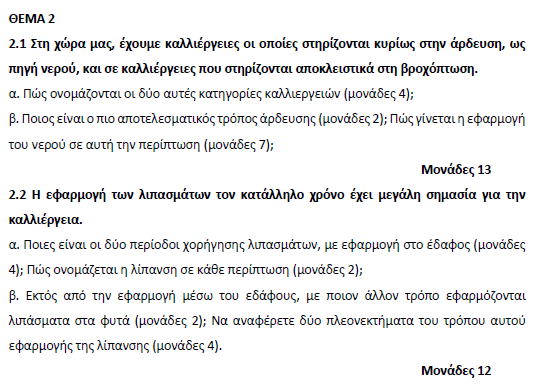 ΘΕΜΑ 2
2.1 Στη χώρα μας, έχουμε καλλιέργειες οι οποίες στηρίζονται κυρίως στην άρδευση, ως
πηγή νερού, και σε καλλιέργειες που στηρίζονται αποκλειστικά στη βροχόπτωση.
α. Πώς ονομάζονται οι δύο αυτές κατηγορίες καλλιεργειών (μονάδες 4);
β. Ποιος είναι ο πιο αποτελεσματικός τρόπος άρδευσης (μονάδες 2); Πώς γίνεται η εφαρμογή
του νερού σε αυτή την περίπτωση (μονάδες 7);
Μονάδες 13
2.2 Η εφαρμογή των λιπασμάτων τον κατάλληλο χρόνο έχει μεγάλη σημασία για την
καλλιέργεια.
α. Ποιες είναι οι δύο περίοδοι χορήγησης λιπασμάτων, με εφαρμογή στο έδαφος (μονάδες
4); Πώς ονομάζεται η λίπανση σε κάθε περίπτωση (μονάδες 2);
β. Εκτός από την εφαρμογή μέσω του εδάφους, με ποιον άλλον τρόπο εφαρμόζονται
λιπάσματα στα φυτά (μονάδες 2); Να αναφέρετε δύο πλεονεκτήματα του τρόπου αυτού
εφαρμογής της λίπανσης (μονάδες 4).
Μονάδες 12